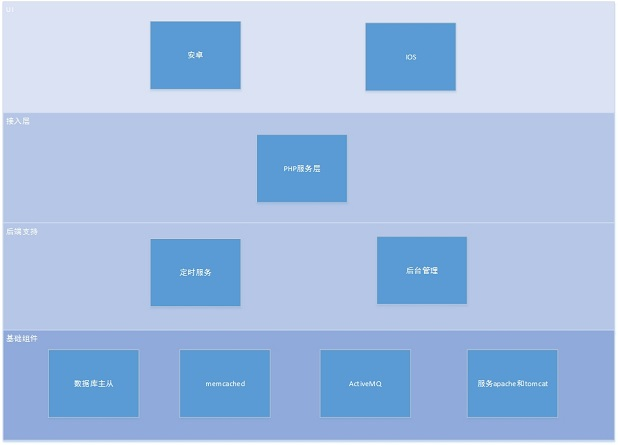 UI
安卓
IOS
接入层
PHP服务层
后端支持
定时服务
后台管理
基础组件
数据库主从
memcached
ActiveMQ
服务apache和tomcat